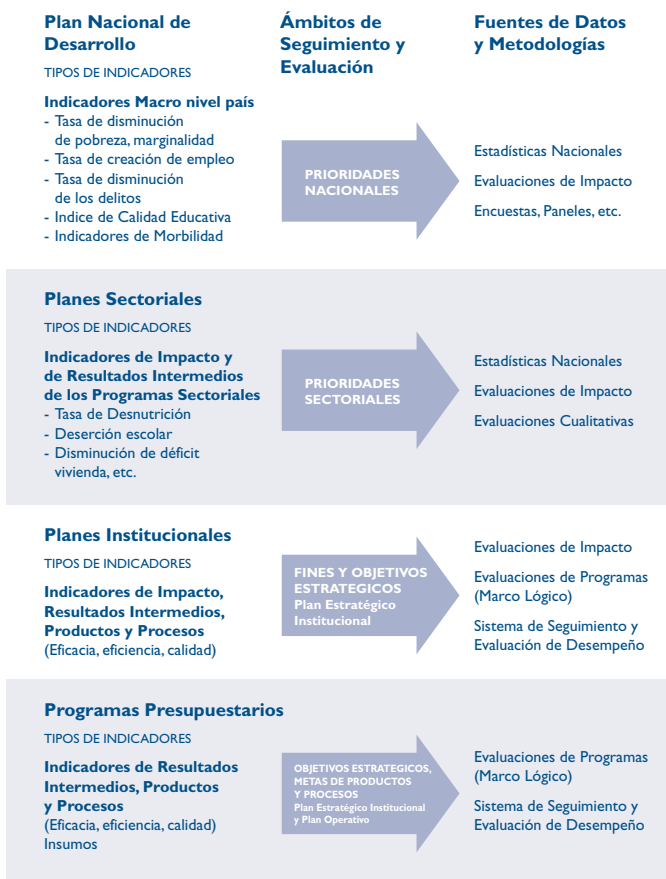 Plan Nacional de
Desarrollo
Ámbitos de
Seguimiento y
Evaluación
Fuentes de Datos
y Metodologías
TIPOS DE INDICADORES
Indicadores Macro nivel país
- Tasa de disminución
de pobreza, marginalidad
- Tasa de creación de empleo
- Tasa de disminución
de los delitos
- Indice de Calidad Educativa
- Indicadores de Morbilidad
PRIORIDADES
NACIONALES
Estadísticas Nacionales
Evaluaciones de Impacto
Encuestas, Paneles, etc.
Planes Sectoriales
TIPOS DE INDICADORES
Indicadores de Impacto y
de Resultados Intermedios
de los Programas Sectoriales
- Tasa de Desnutrición
- Deserción escolar
- Disminución de déficit
vivienda, etc.
PRIORIDADES
SECTORIALES
Estadísticas Nacionales
Evaluaciones de Impacto
Evaluaciones Cualitativas
Planes Institucionales
TIPOS DE INDICADORES
Indicadores de Impacto,
Resultados Intermedios,
Productos y Procesos
(Eficacia, eficiencia, calidad)
FINES Y OBJETIVOS
ESTRATEGICOS
Plan Estratégico
Institucional
Evaluaciones de Impacto
Evaluaciones de Programas
(Marco Lógico)
Sistema de Seguimiento y
Evaluación de Desempeño
Programas Presupuestarios
TIPOS DE INDICADORES
Indicadores de Resultados
Intermedios, Productos
y Procesos
(Eficacia, eficiencia, calidad)
Insumos
OBJETIVOS ESTRATEGICOS,
METAS DE PRODUCTOS
Y PROCESOS
Plan Estratégico Institucional
y Plan Operativo
Evaluaciones de Programas
(Marco Lógico)
Sistema de Seguimiento y
Evaluación de Desempeño